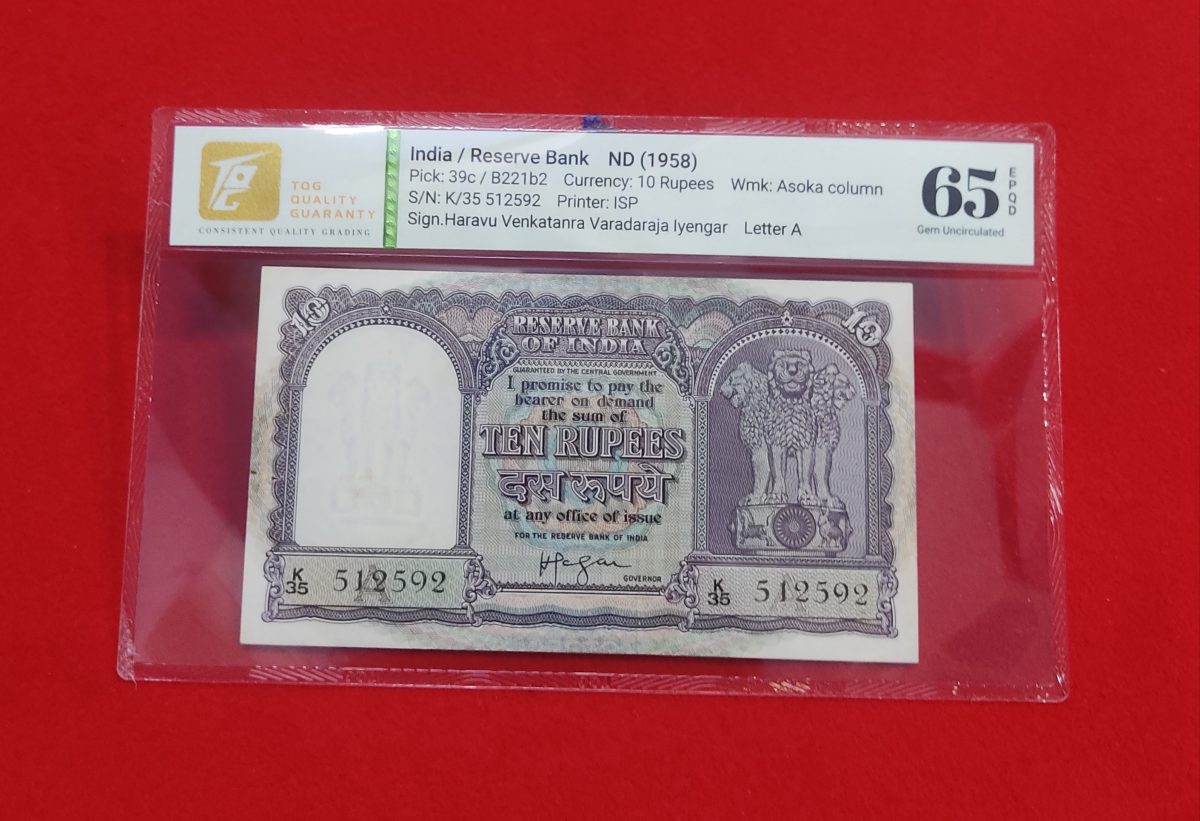 TQG
QUALITY
GUARANTY
CONSISTENT QUALITY GRADING
India / Reserve Bank ND (1958)
Pick: 39c / B221b2 Currency: 10 Rupees Wmk: Asoka column
S/N: K/35 512592 Printer: ISP
Sign.Haravu Venkatanra Varadaraja Iyengar Letter A
65
EPQD
Gem Uncirculated
10
10
RESERVE BANK
OF INDIA
GUARANTEED BY THE CENTRAL GOVERNMENT
I promise to pay the
bearer on demand
the sum of
TEN RUPEES
दस रूपये
at any office of issue
FOR THE RESERVE BANK OF INDIA
GOVERNOR
K
35 512592
A
K
35 512592
A